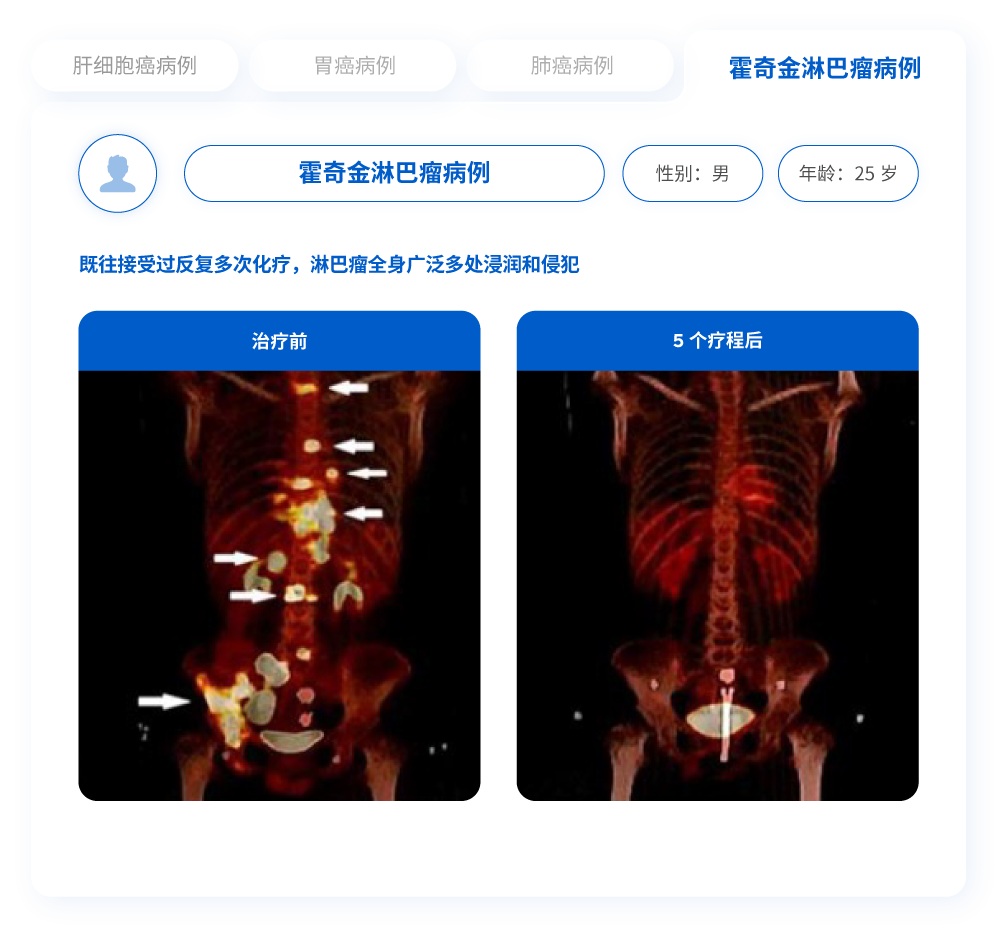 肝细胞癌病例
胃癌病例
肺癌病例
霍奇金淋巴瘤病例
霍奇金淋巴瘤病例
性别：男
年龄：25 岁
既往接受过反复多次化疗，淋巴瘤全身广泛多处浸润和侵犯
治疗前
5 个疗程后